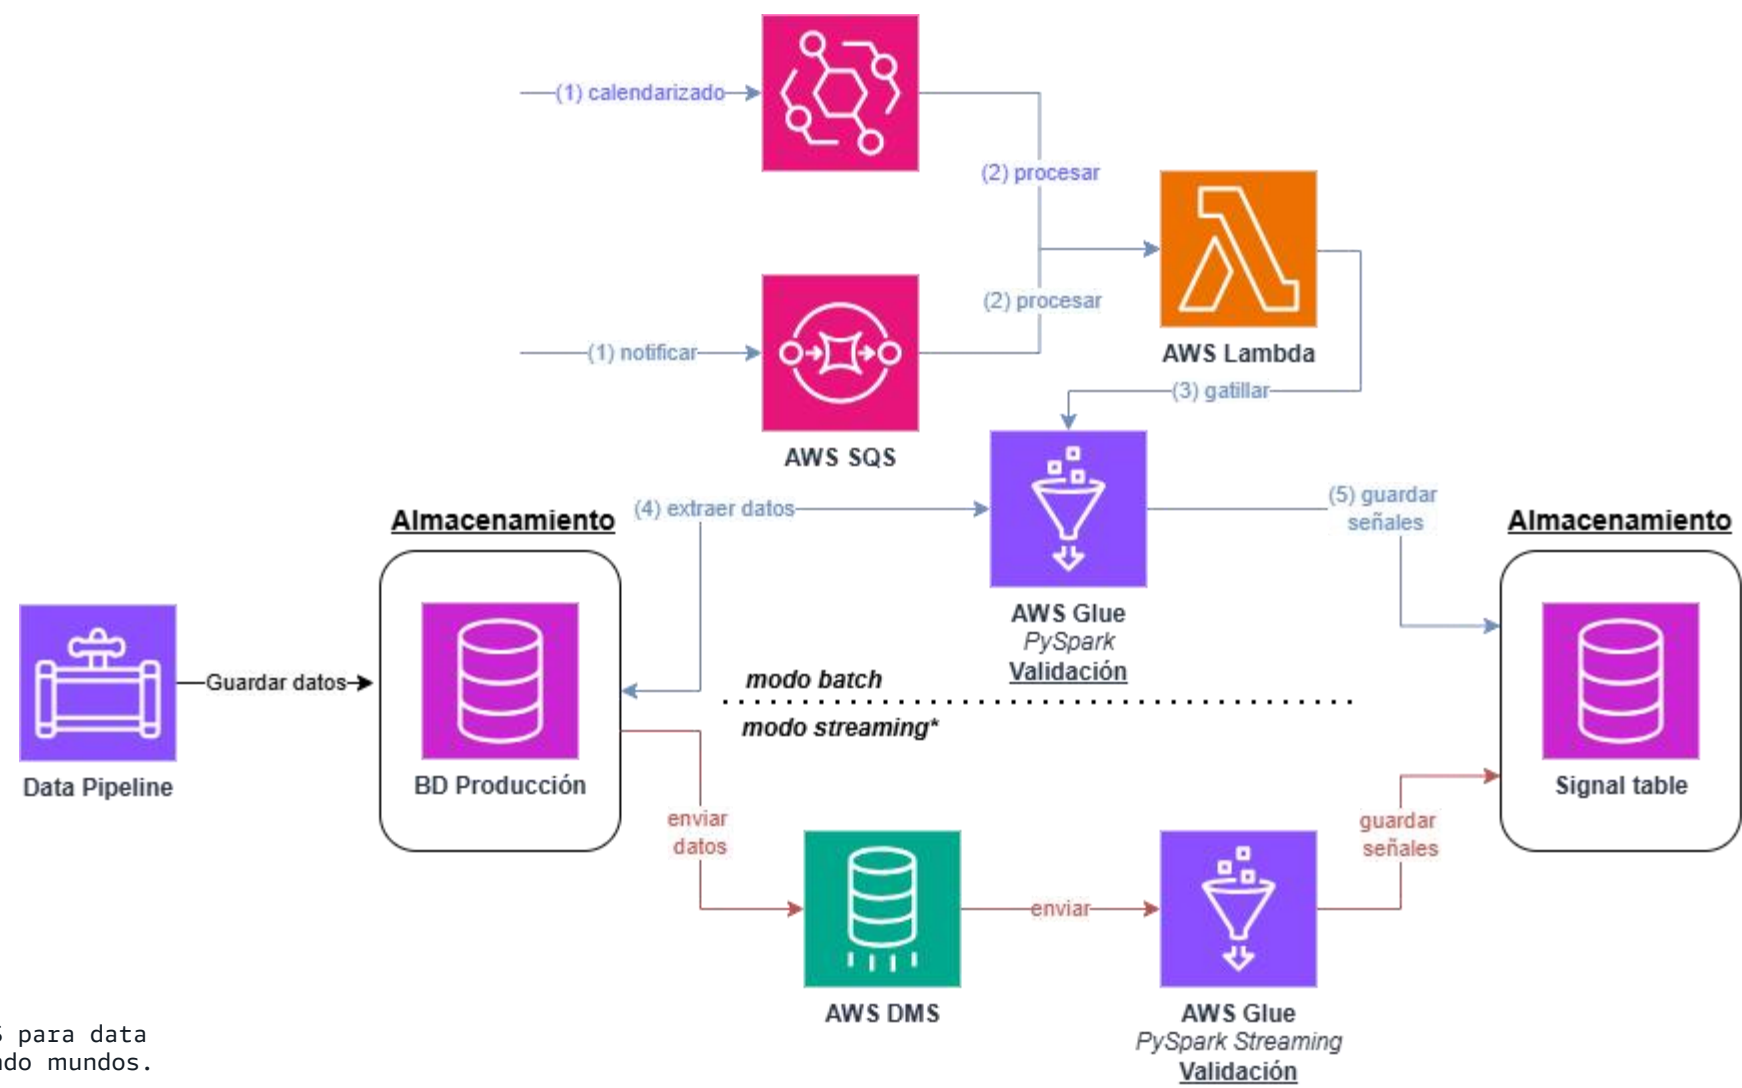 (1) calendarizado
(2) procesar
(2) procesar
(1) notificar
AWS Lambda
(3) gatillar
AWS SQS
(4) extraer datos
(5) guardar
señales
Almacenamiento
Almacenamiento
AWS Glue
PySpark
Validación
Guardar datos
modo batch
modo streaming*
Data Pipeline
BD Producción
Signal table
enviar
datos
guardar
señales
enviar
AWS DMS
AWS Glue
PySpark Streaming
Validación
para data
mundos.